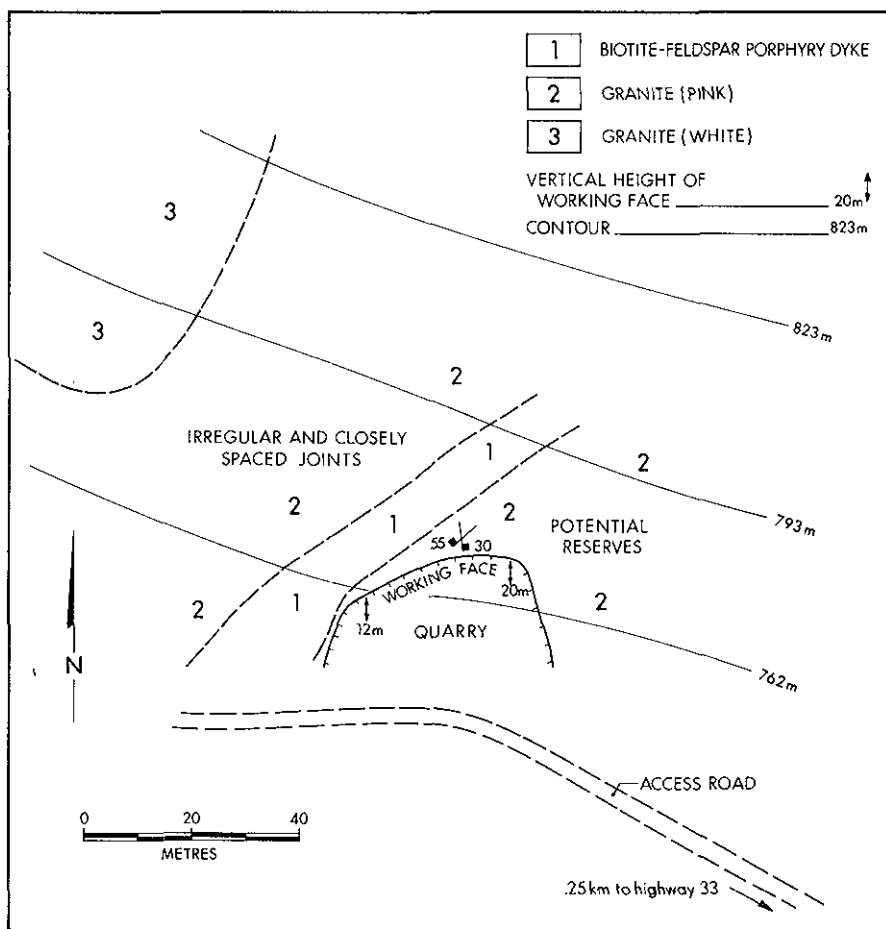 1 BIOTITE-FELDSPAR PORPHYRY DYKE
2 GRANITE (PINK)
3 GRANITE (WHITE)
VERTICAL HEIGHT OF
WORKING FACE 20m
CONTOUR 823m
3
3
823m
2
IRREGULAR AND CLOSELY
SPACED JOINTS
1
2
2
1
2
POTENTIAL
RESERVES
793m
55
30
WORKING FACE
20m
2
1
2
12m
QUARRY
N
762m
ACCESS ROAD
0 20 40
METRES
.25km to highway 33